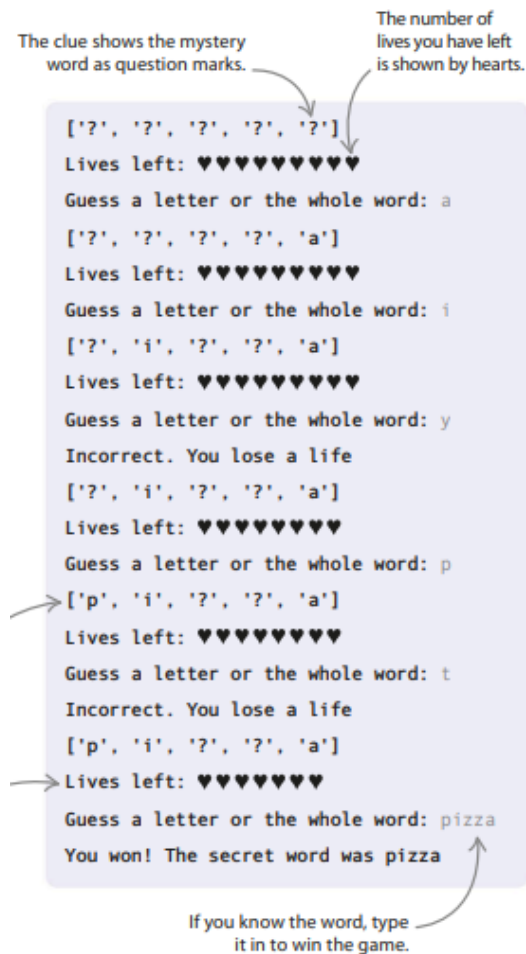 The clue shows the mystery
word as question marks.
The number of
lives you have left
is shown by hearts.
['?', '?', '?', '?', '?']
Lives left: ♥♥♥♥♥♥♥♥♥
Guess a letter or the whole word: a
['?', '?', '?', '?', 'a']
Lives left: ♥♥♥♥♥♥♥♥♥
Guess a letter or the whole word: i
['?', 'i', '?', '?', 'a']
Lives left: ♥♥♥♥♥♥♥♥♥
Guess a letter or the whole word: y
Incorrect. You lose a life
['?', 'i', '?', '?', 'a']
Lives left: ♥♥♥♥♥♥♥♥
Guess a letter or the whole word: p
['p', 'i', '?', '?', 'a']
Lives left: ♥♥♥♥♥♥♥♥
Guess a letter or the whole word: t
Incorrect. You lose a life
['p', 'i', '?', '?', 'a']
Lives left: ♥♥♥♥♥♥♥
Guess a letter or the whole word: pizza
You won! The secret word was pizza
If you know the word, type
it in to win the game.